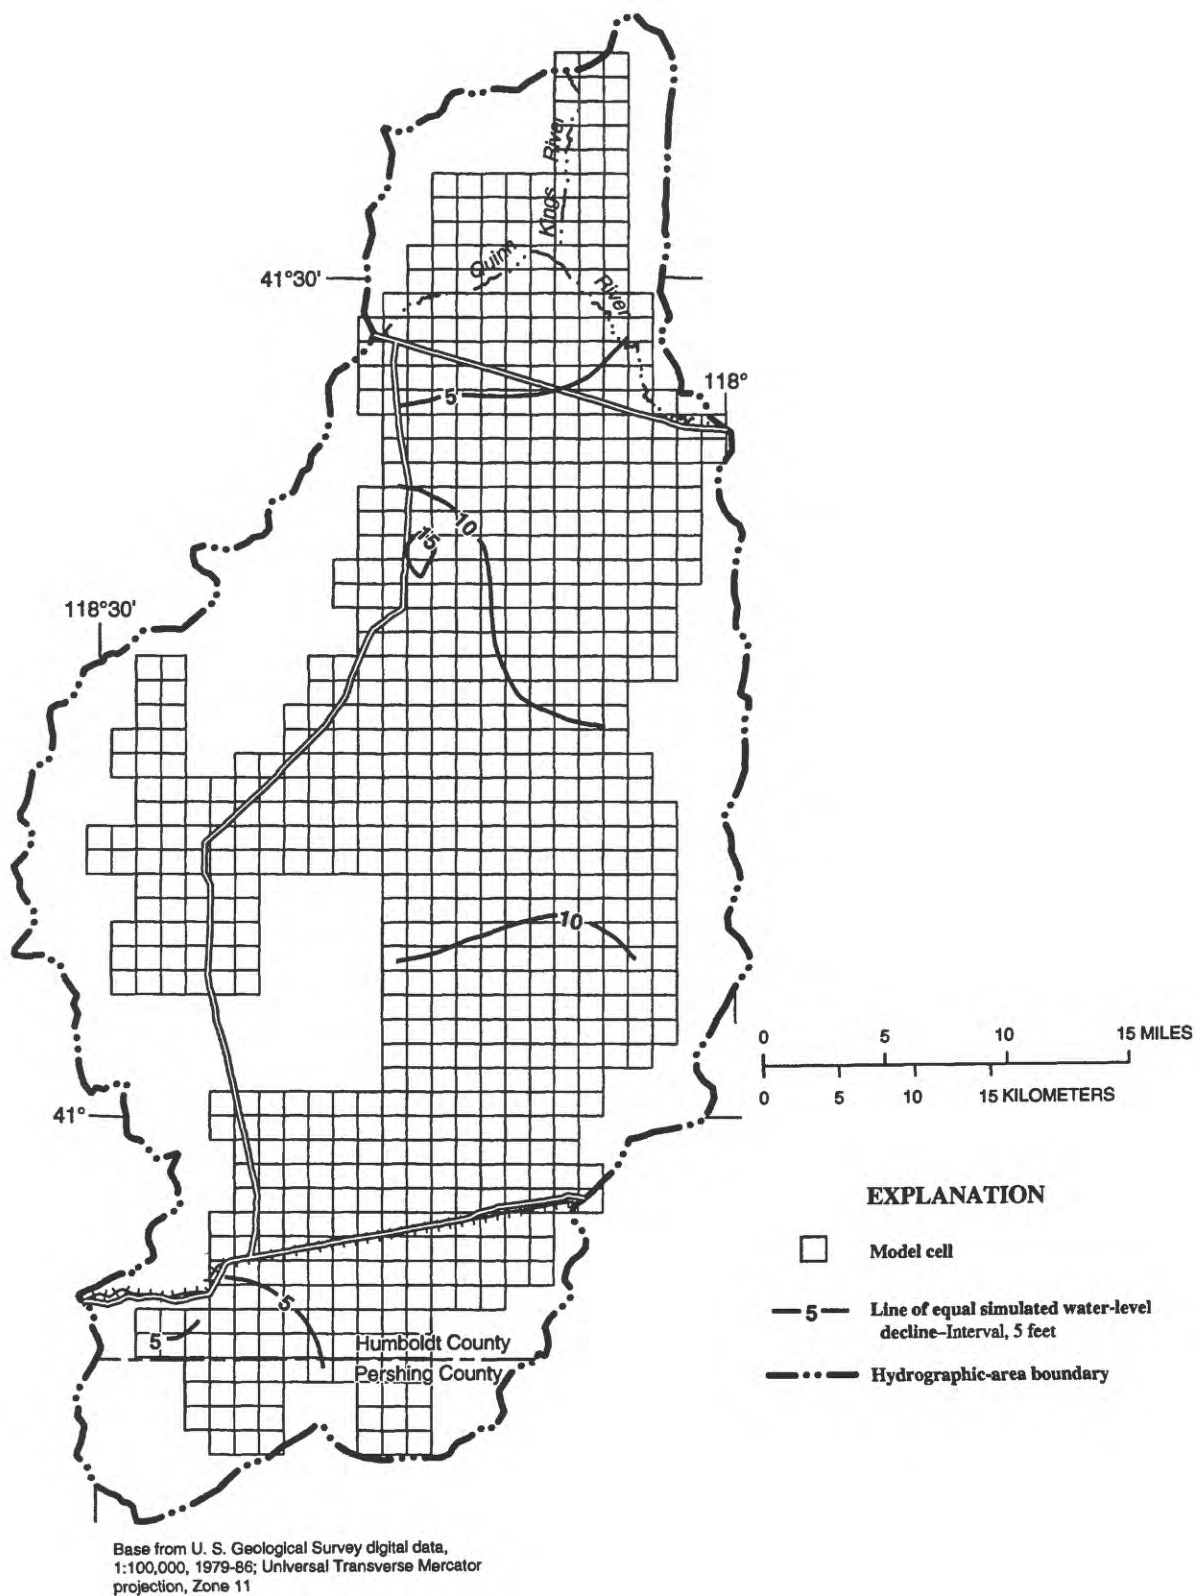 Kings River
Quinn River
41°30'
118°
5
10
15
118°30'
10
0 5 10 15 MILES
0 5 10 15 KILOMETERS
41°
EXPLANATION
Model cell
5 Line of equal simulated water-level
decline–Interval, 5 feet
Hydrographic-area boundary
5
5
Humboldt County
Pershing County
Base from U. S. Geological Survey digital data,
1:100,000, 1979-86; Universal Transverse Mercator
projection, Zone 11